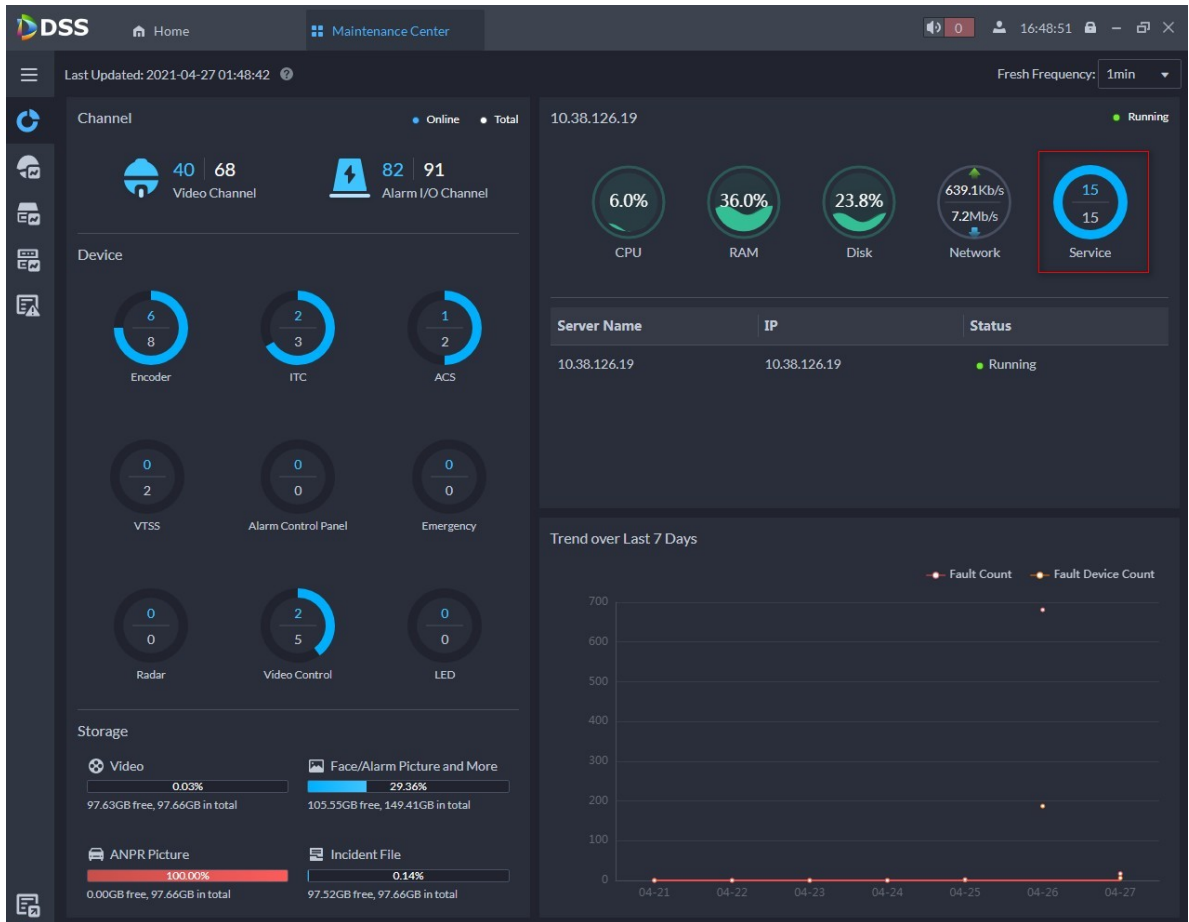 DSS
Home
Maintenance Center
0
16:48:51
Last Updated: 2021-04-27 01:48:42 ?
Fresh Frequency: 1min
Channel
Online Total
40 | 68
Video Channel
82 | 91
Alarm I/O Channel
Device
6
8
Encoder
2
3
ITC
1
2
ACS
0
2
VTSS
0
0
Alarm Control Panel
0
0
Emergency
0
0
Radar
2
5
Video Control
0
0
LED
Storage
Video
0.03%
97.63GB free, 97.66GB in total
Face/Alarm Picture and More
29.36%
105.55GB free, 149.41GB in total
ANPR Picture
100.00%
0.00GB free, 97.66GB in total
Incident File
0.14%
97.52GB free, 97.66GB in total
10.38.126.19
Running
6.0%
CPU
36.0%
RAM
23.8%
Disk
639.1Kb/s
7.2Mb/s
Network
15
15
Service
Server Name IP Status
10.38.126.19 10.38.126.19 Running
Trend over Last 7 Days
Fault Count Fault Device Count
700
600
500
400
300
200
100
0
04-21 04-22 04-23 04-24 04-25 04-26 04-27